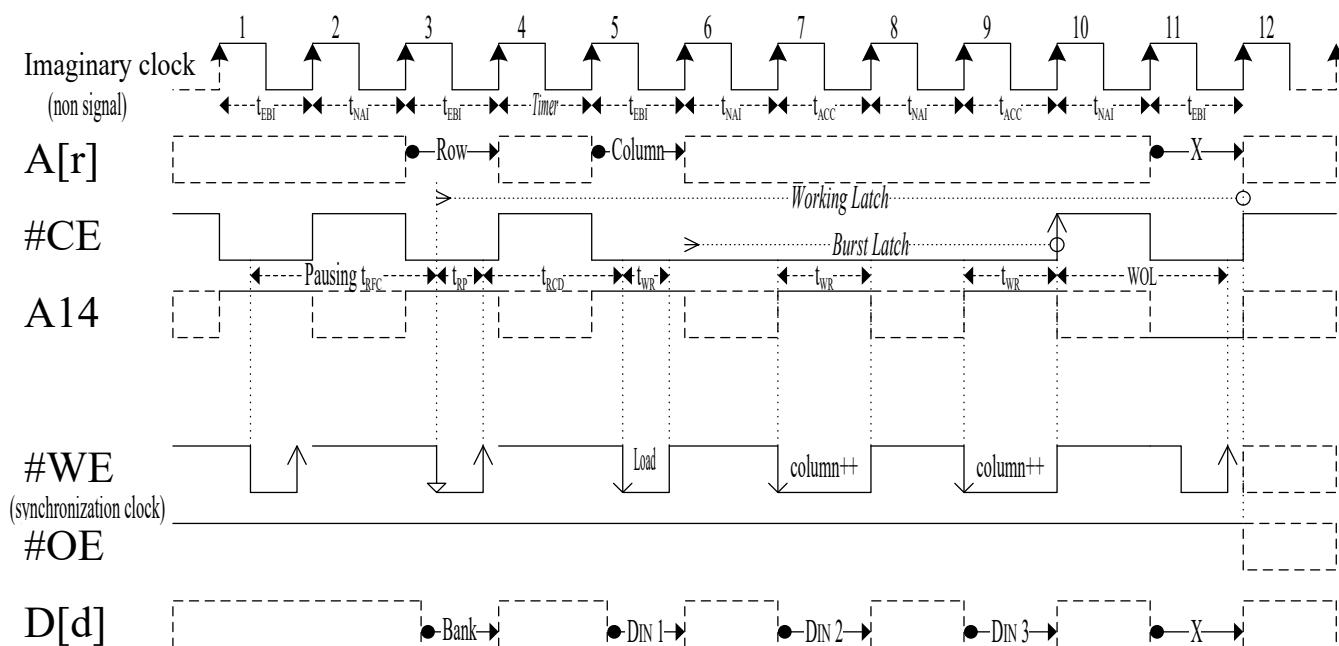 1 2 3 4 5 6 7 8 9 10 11 12
Imaginary clock
(non signal)
tEBI tNAI tEBI Timer tEBI tNAI tACC tNAI tACC tNAI tEBI
A[r]
Row Column X
Working Latch
#CE
Burst Latch
Pausing tRFC tRP tRCD tWR tWR tWR WOL
A14
#WE
Load column++ column++
(synchronization clock)
#OE
D[d]
Bank DIN 1 DIN 2 DIN 3 X